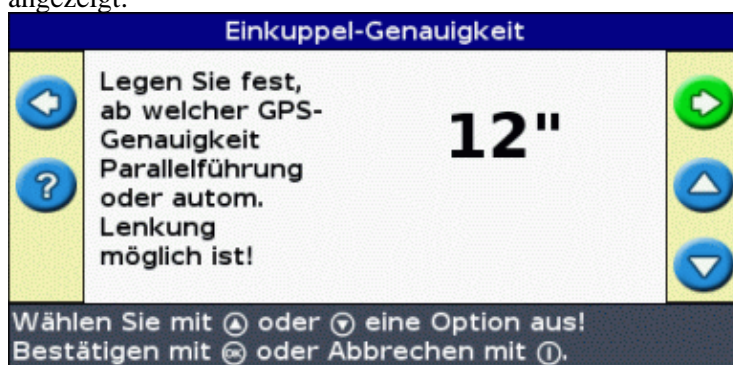 angezeigt.
Einkuppel-Genauigkeit
Legen Sie fest,
ab welcher GPS-
Genauigkeit
Parallelführung
oder autom.
Lenkung
möglich ist!
12"
?
Wählen Sie mit oder eine Option aus!
Bestätigen mit OK oder Abbrechen mit .